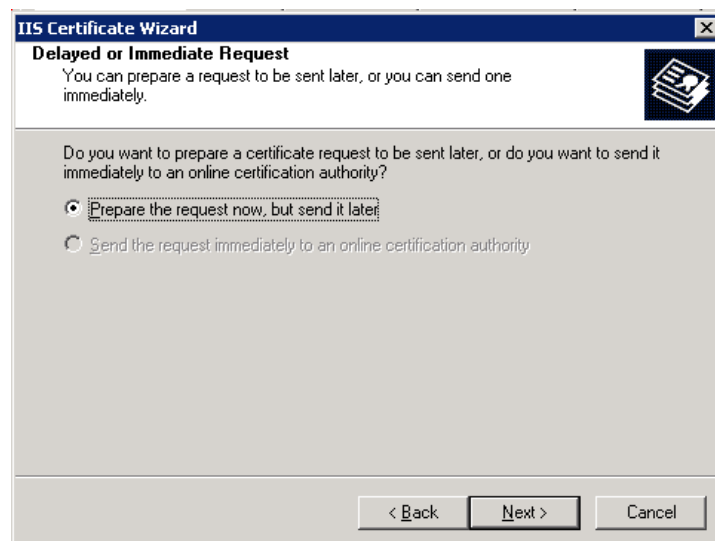 IIS Certificate Wizard
Delayed or Immediate Request
You can prepare a request to be sent later, or you can send one
immediately.
Do you want to prepare a certificate request to be sent later, or do you want to send it
immediately to an online certification authority?
Prepare the request now, but send it later
Send the request immediately to an online certification authority
< Back
Next >
Cancel